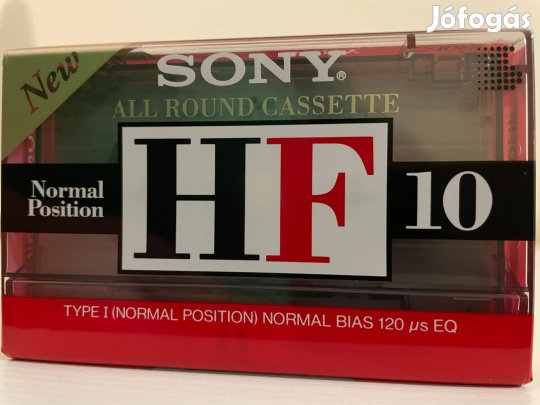 Jófogás
New
SONY®
ALL ROUND CASSETTE
Normal
Position
HF
10
TYPE I (NORMAL POSITION) NORMAL BIAS 120 µs EQ